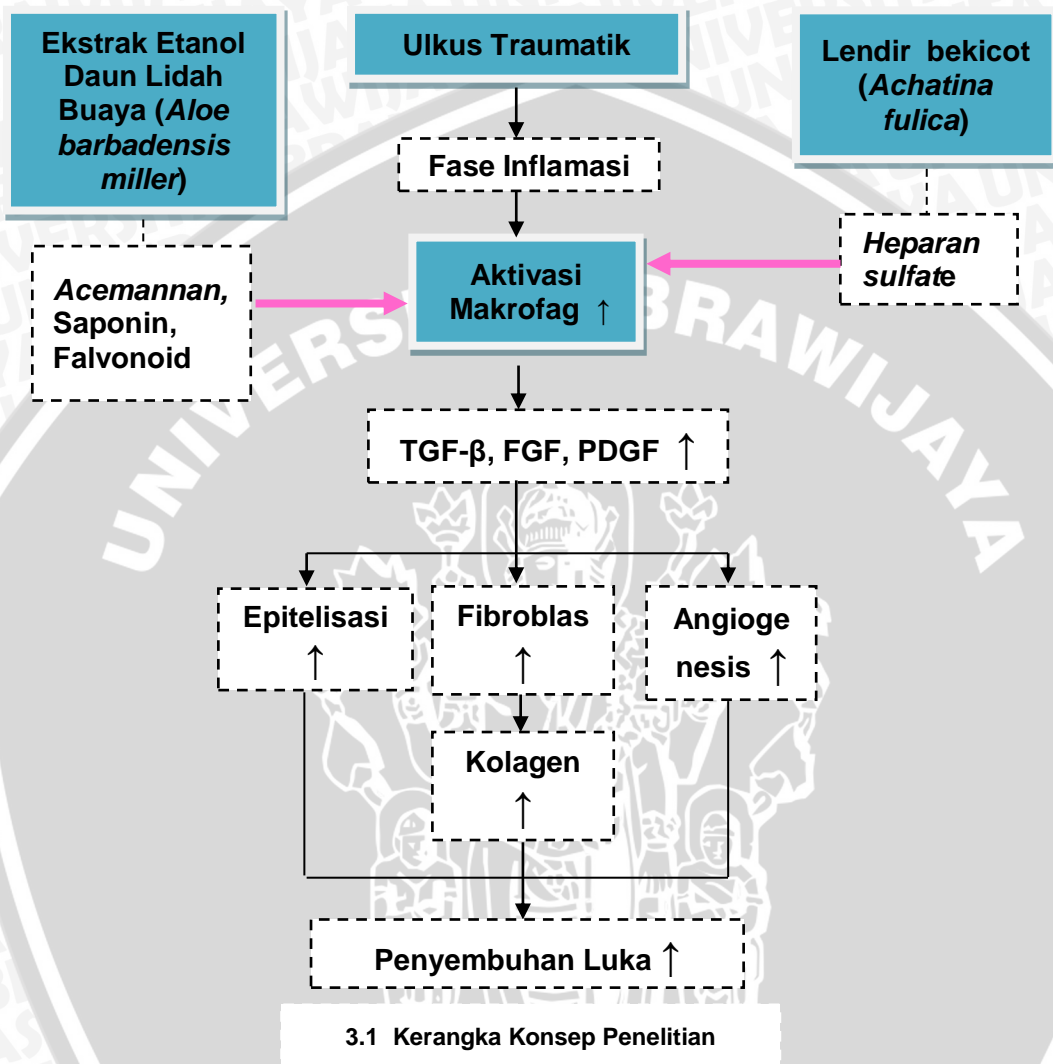 Ekstrak Etanol
Daun Lidah
Buaya (Aloe
barbadensis
miller)
Ulkus Traumatik
Lendir bekicot
(Achatina
fulica)
Fase Inflamasi
Acemannan,
Saponin,
Falvonoid
Aktivasi
Makrofag ↑
Heparan
sulfate
TGF-β, FGF, PDGF ↑
Epitelisasi
↑
Fibroblas
↑
Angioge
nesis ↑
Kolagen
↑
Penyembuhan Luka ↑
3.1 Kerangka Konsep Penelitian
UNIVERSITAS BRAWIJAYA